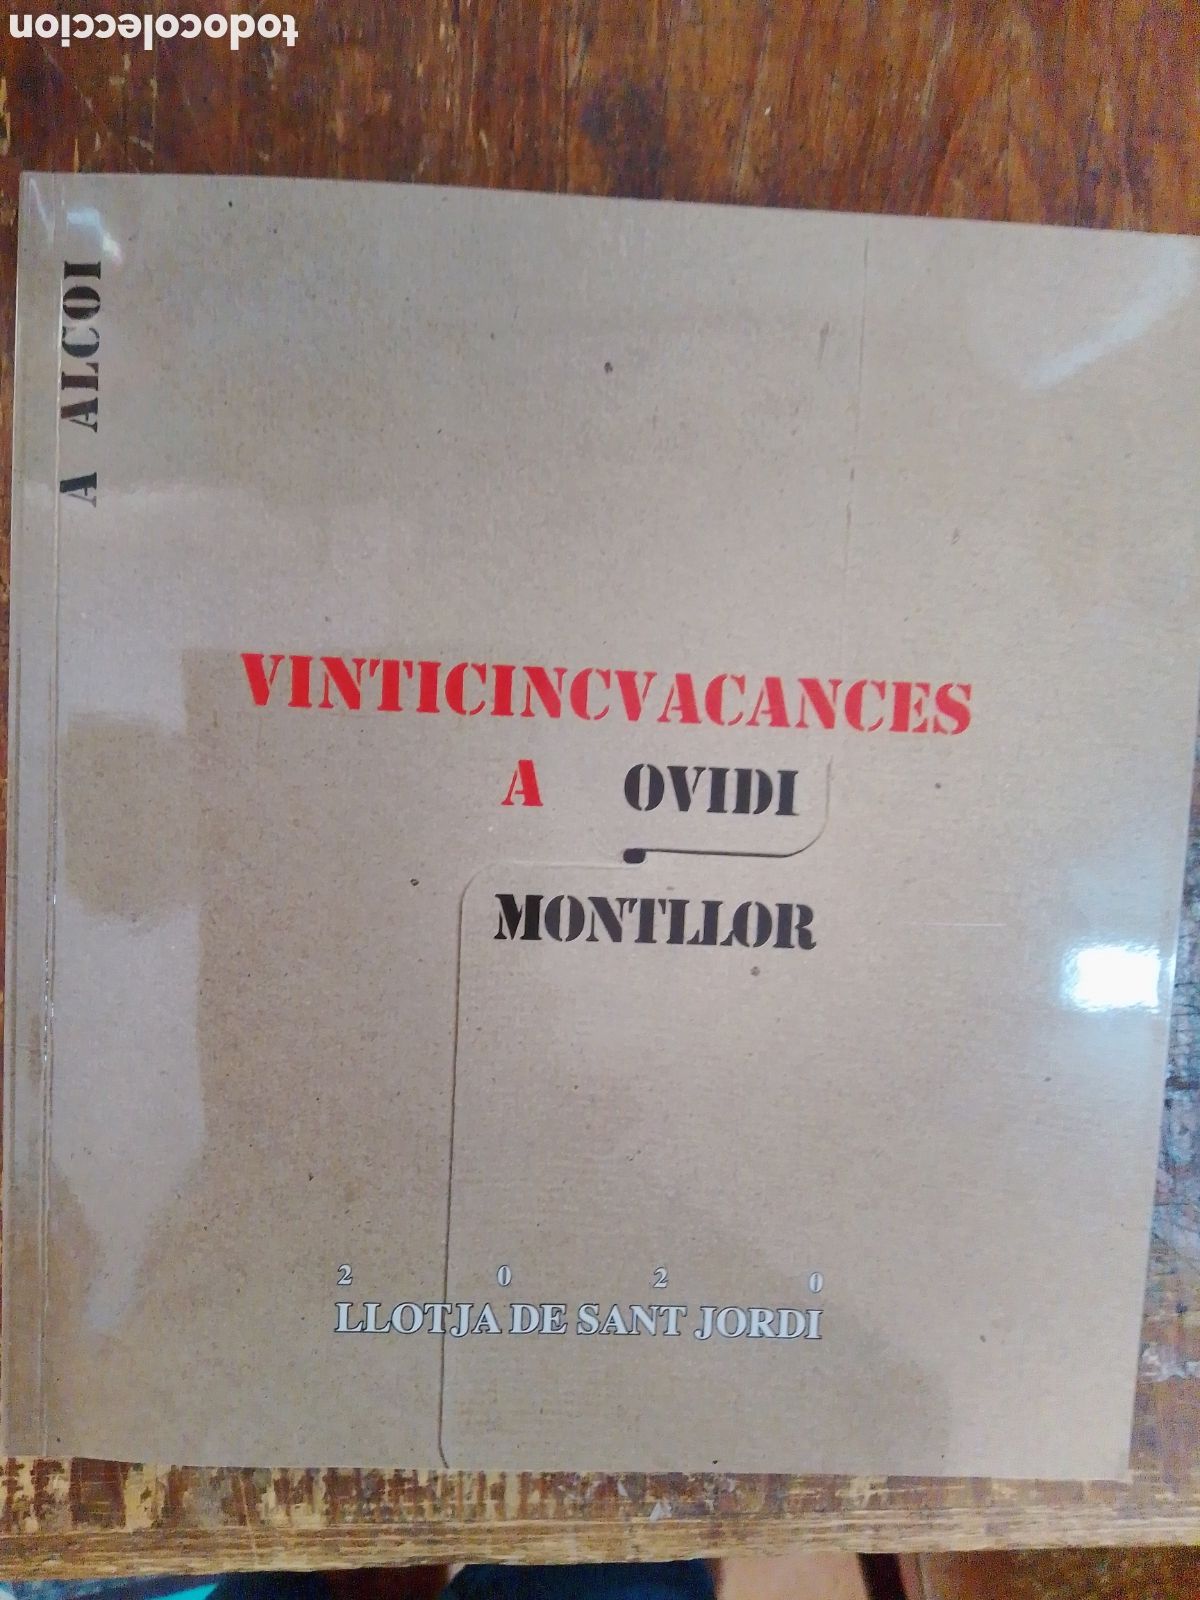 todocoleccion
A ALCOI
VINTICINCVACANCES
A OVIDI
MONTLLOR
2 0 2 0
LLOTJA DE SANT JORDI